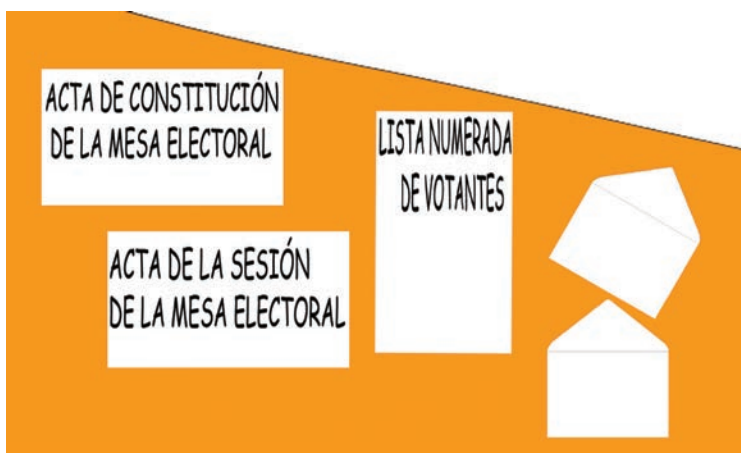 ACTA DE CONSTITUCIÓN
DE LA MESA ELECTORAL
LISTA NUMERADA
DE VOTANTES
ACTA DE LA SESIÓN
DE LA MESA ELECTORAL